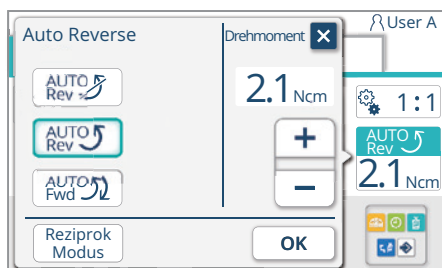 Auto Reverse
Drehmoment
User A
AUTO
Rev
2.1 Ncm
1:1
AUTO
Rev
+
AUTO
Rev
2.1 Ncm
AUTO
Fwd
−
Reziprok
Modus
OK